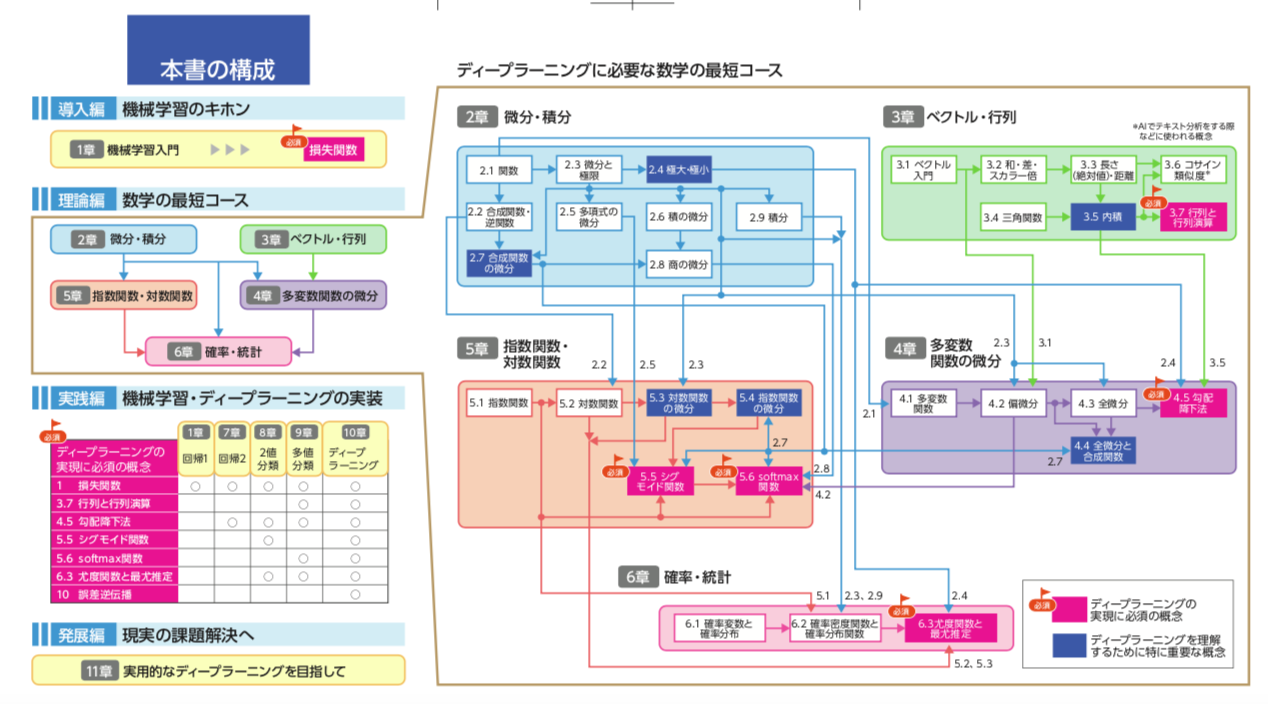 本書の構成
導入編 機械学習のキホン
1章 機械学習入門
必須
損失関数
理論編 数学の最短コース
2章 微分・積分
3章 ベクトル・行列
5章 指数関数・対数関数
4章 多変数関数の微分
6章 確率・統計
実践編 機械学習・ディープラーニングの実装
必須
ディープラーニングの
実現に必須の概念
1章 7章 8章 9章 10章
回帰1 回帰2 2値
分類 多値
分類 ディープ
ラーニング
1 損失関数 ○ ○ ○ ○ ○
3.7 行列と行列演算 ○ ○
4.5 勾配降下法 ○ ○ ○ ○
5.5 シグモイド関数 ○ ○
5.6 softmax関数 ○ ○
6.3 尤度関数と最尤推定 ○ ○ ○
10 誤差逆伝播 ○
発展編 現実の課題解決へ
11章 実用的なディープラーニングを目指して
ディープラーニングに必要な数学の最短コース
2章 微分・積分
2.1 関数
2.3 微分と
極限
2.4 極大・極小
2.2 合成関数・
逆関数
2.5 多項式の
微分
2.6 積の微分
2.9 積分
2.7 合成関数
の微分
2.8 商の微分
3章 ベクトル・行列
*AIでテキスト分析をする際
などに使われる概念
3.1 ベクトル
入門
3.2 和・差・
スカラー倍
3.3 長さ
(絶対値)・距離
3.6 コサイン
類似度*
3.4 三角関数
3.5 内積
必須
3.7 行列と
行列演算
5章 指数関数・
対数関数
2.2
2.5
2.3
5.1 指数関数
5.2 対数関数
5.3 対数関数
の微分
5.4 指数関数
の微分
2.7
必須
5.5 シグ
モイド関数
必須
5.6 softmax
関数
2.8
4.2
4章 多変数
関数の微分
2.3
3.1
2.4
3.5
2.1
4.1 多変数
関数
4.2 偏微分
4.3 全微分
必須
4.5 勾配
降下法
4.4 全微分と
合成関数
2.7
6章 確率・統計
5.1
2.3、2.9
2.4
6.1 確率変数と
確率分布
6.2 確率密度関数と
確率分布関数
必須
6.3尤度関数と
最尤推定
5.2、5.3
必須
ディープラーニングの
実現に必須の概念
ディープラーニングを理解
するために特に重要な概念